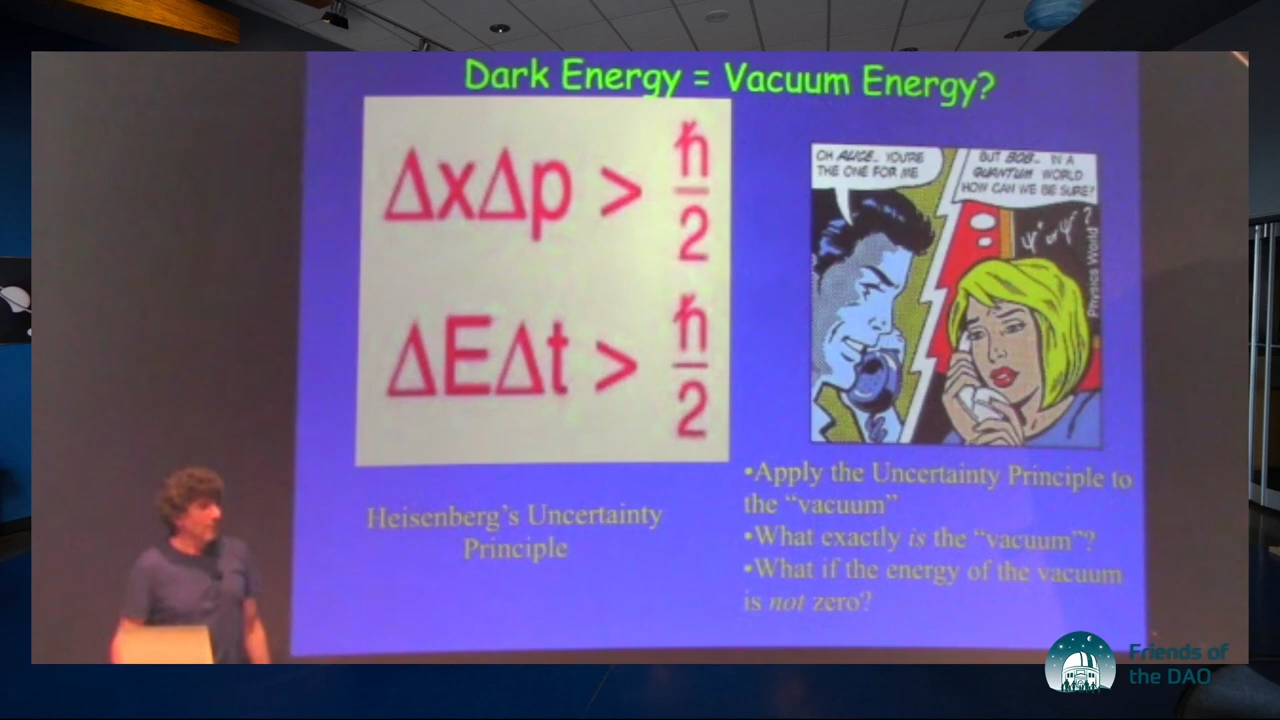 Dark Energy = Vacuum Energy?
ΔxΔp > ℏ/2
ΔEΔt > ℏ/2
Heisenberg's Uncertainty
Principle
OH ALICE.. YOU'RE
THE ONE FOR ME
BUT BOB.. IN A
QUANTUM WORLD
HOW CAN WE BE SURE?
Physics World
•Apply the Uncertainty Principle to
the "vacuum"
•What exactly is the "vacuum"?
•What if the energy of the vacuum
is not zero?
Friends of
the DAO